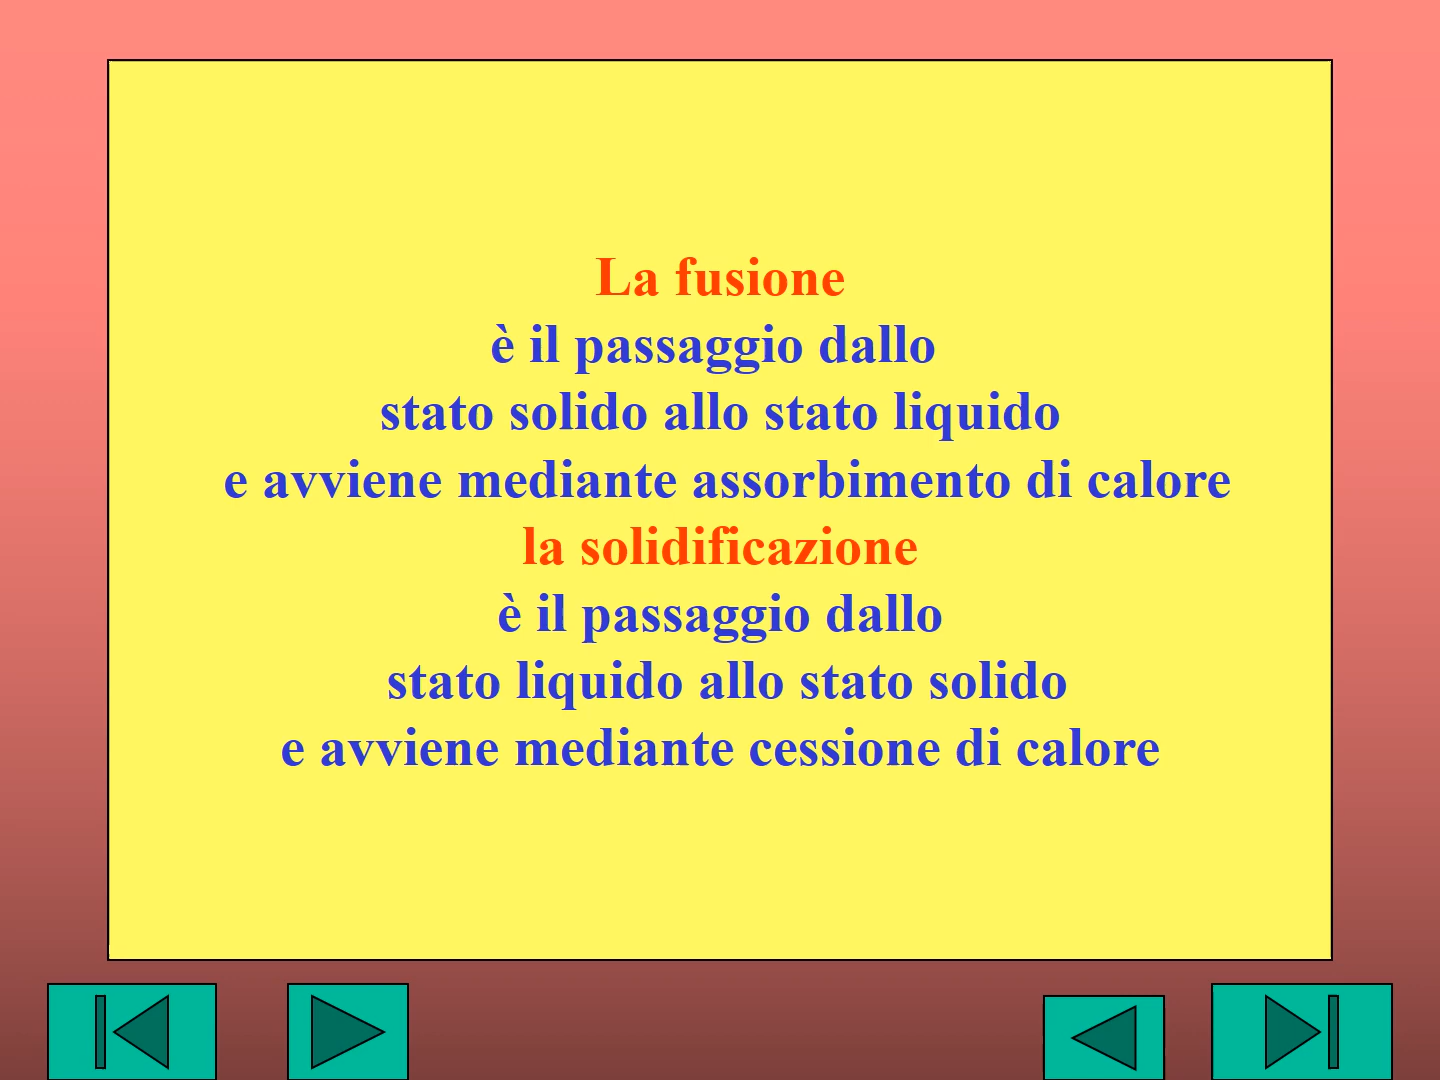 La fusione
è il passaggio dallo
stato solido allo stato liquido
e avviene mediante assorbimento di calore
la solidificazione
è il passaggio dallo
stato liquido allo stato solido
e avviene mediante cessione di calore